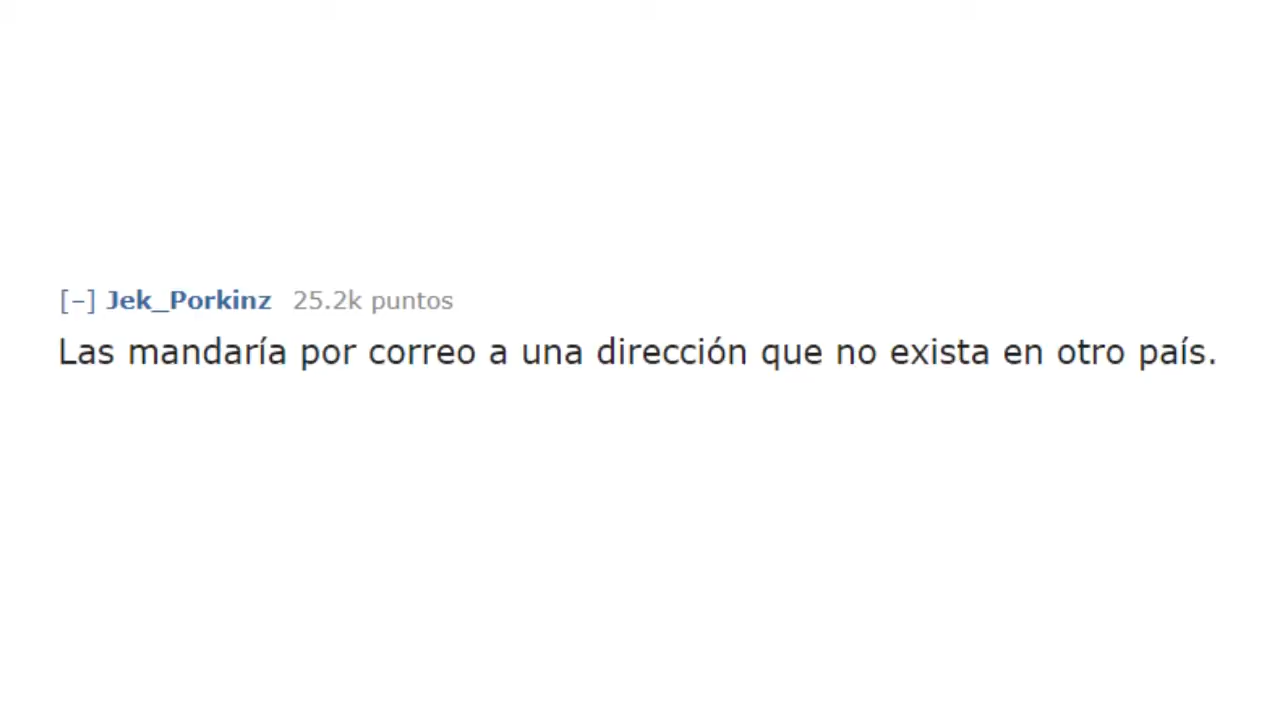 [–] Jek_Porkinz 25.2k puntos
Las mandaría por correo a una dirección que no exista en otro país.